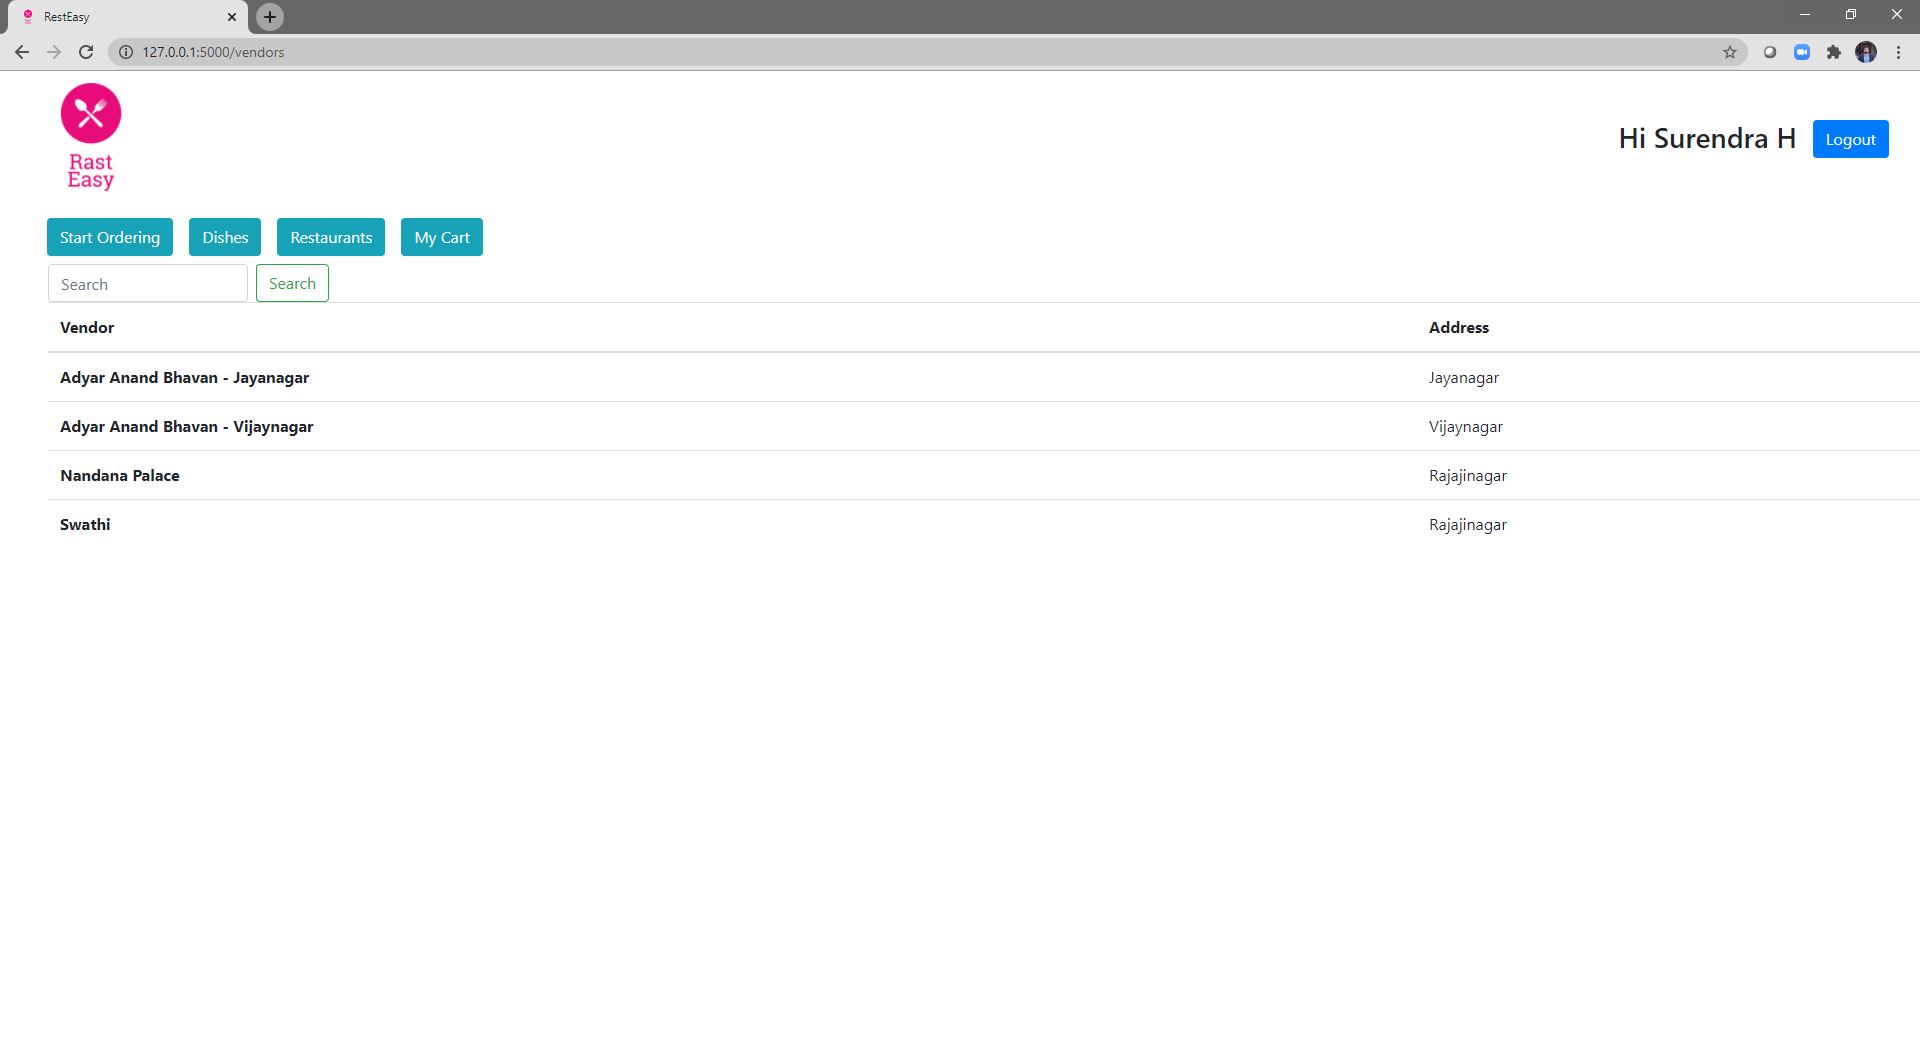 RestEasy
127.0.0.1:5000/vendors
Rast
Easy
Hi Surendra H Logout
Start Ordering Dishes Restaurants My Cart
Search Search
Vendor Address
Adyar Anand Bhavan - Jayanagar Jayanagar
Adyar Anand Bhavan - Vijaynagar Vijaynagar
Nandana Palace Rajajinagar
Swathi Rajajinagar